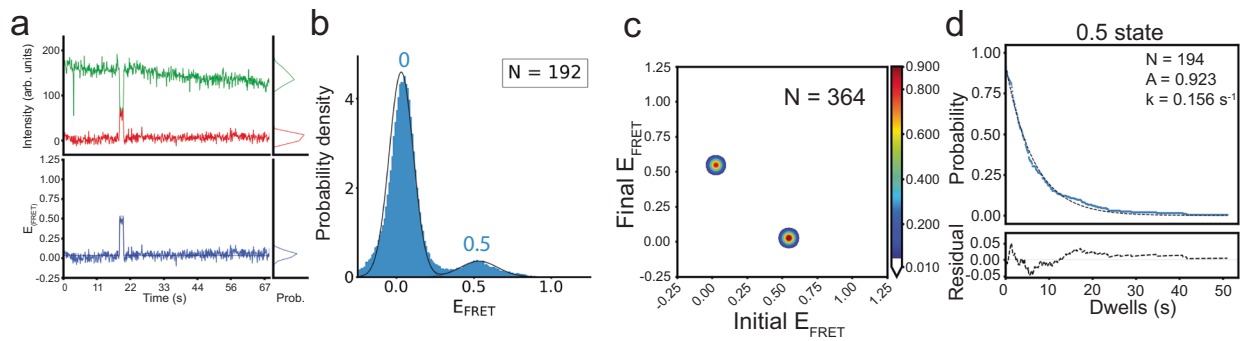 a
Intensity (arb. units)
200
100
0
E(FRET)
1.25
1.00
0.75
0.50
0.25
0.00
-0.25
0
11
22
34
44
56
67
Time (s)
Prob.
b
Probability density
4
2
0
0
0.5
N = 192
0.0
0.5
1.0
EFRET
c
Final EFRET
1.25
1.00
0.75
0.50
0.25
0.00
-0.25
N = 364
-0.25
0.00
0.25
0.50
0.75
1.00
1.25
Initial EFRET
0.900
0.800
0.600
0.400
0.200
0.010
d
0.5 state
N = 194
A = 0.923
k = 0.156 s⁻¹
Probability
1.00
0.75
0.50
0.25
0.00
Residual
0.05
0.00
-0.05
0
10
20
30
40
50
Dwells (s)